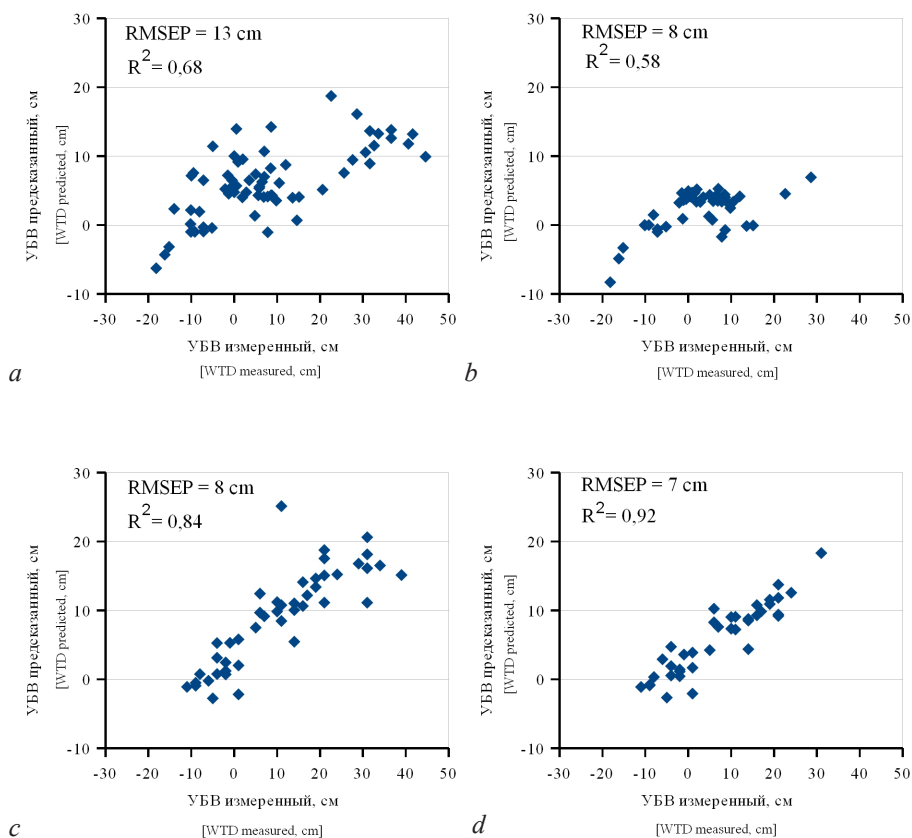 30
20
10
0
-10
RMSEP = 13 cm
R2= 0,68
УБВ предсказанный, см
[WTD predicted, cm]
-30 -20 -10 0 10 20 30 40 50
УБВ измеренный, см
[WTD measured, cm]
a
30
20
10
0
-10
RMSEP = 8 cm
R2= 0,58
УБВ предсказанный, см
[WTD predicted, cm]
-30 -20 -10 0 10 20 30 40 50
УБВ измеренный, см
[WTD measured, cm]
b
30
20
10
0
-10
RMSEP = 8 cm
R2= 0,84
УБВ предсказанный, см
[WTD predicted, cm]
-30 -20 -10 0 10 20 30 40 50
УБВ измеренный, см
[WTD measured, cm]
c
30
20
10
0
-10
RMSEP = 7 cm
R2= 0,92
УБВ предсказанный, см
[WTD predicted, cm]
-30 -20 -10 0 10 20 30 40 50
УБВ измеренный, см
[WTD measured, cm]
d